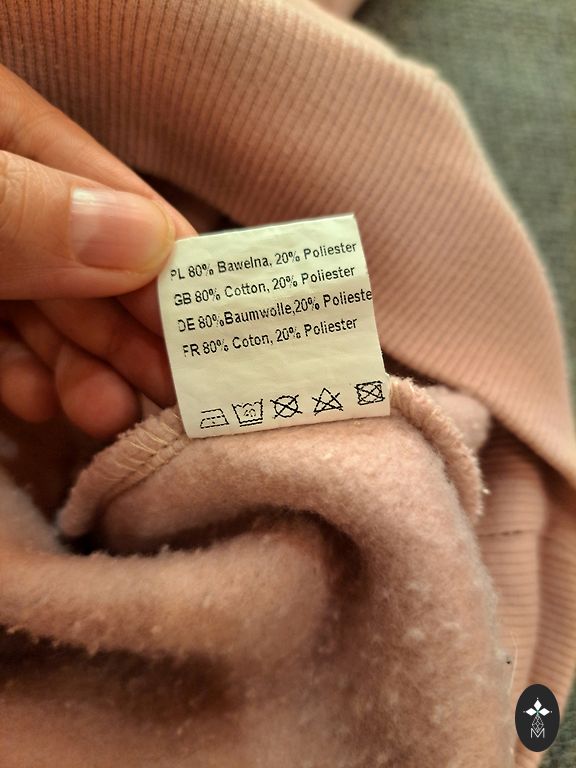 PL 80% Bawelna, 20% Poliester
GB 80% Cotton, 20% Poliester
DE 80%Baumwolle,20% Polieste
FR 80% Coton, 20% Poliester
40
M